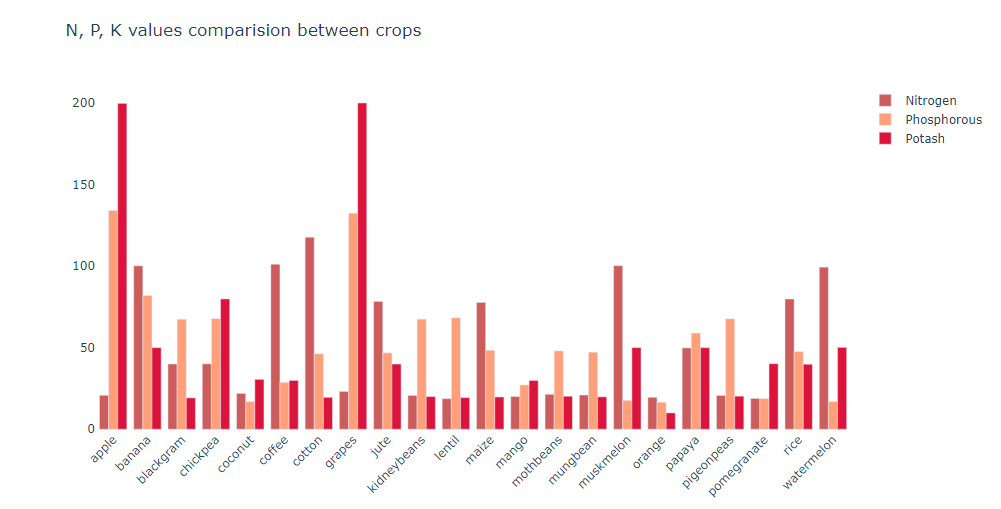 N, P, K values comparision between crops
200
150
100
50
0
Nitrogen
Phosphorous
Potash
apple
banana
blackgram
chickpea
coconut
coffee
cotton
grapes
jute
kidneybeans
lentil
maize
mango
mothbeans
mungbean
muskmelon
orange
papaya
pigeonpeas
pomegranate
rice
watermelon